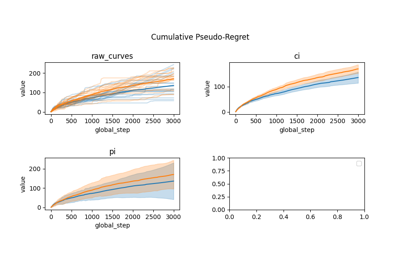 Cumulative Pseudo-Regret
raw_curves
ci
value
200
100
0
0 500 1000 1500 2000 2500 3000
global_step
value
100
0
0 500 1000 1500 2000 2500 3000
global_step
pi
value
200
100
0
0 500 1000 1500 2000 2500 3000
global_step
1.00
0.75
0.50
0.25
0.00
0.0 0.2 0.4 0.6 0.8 1.0